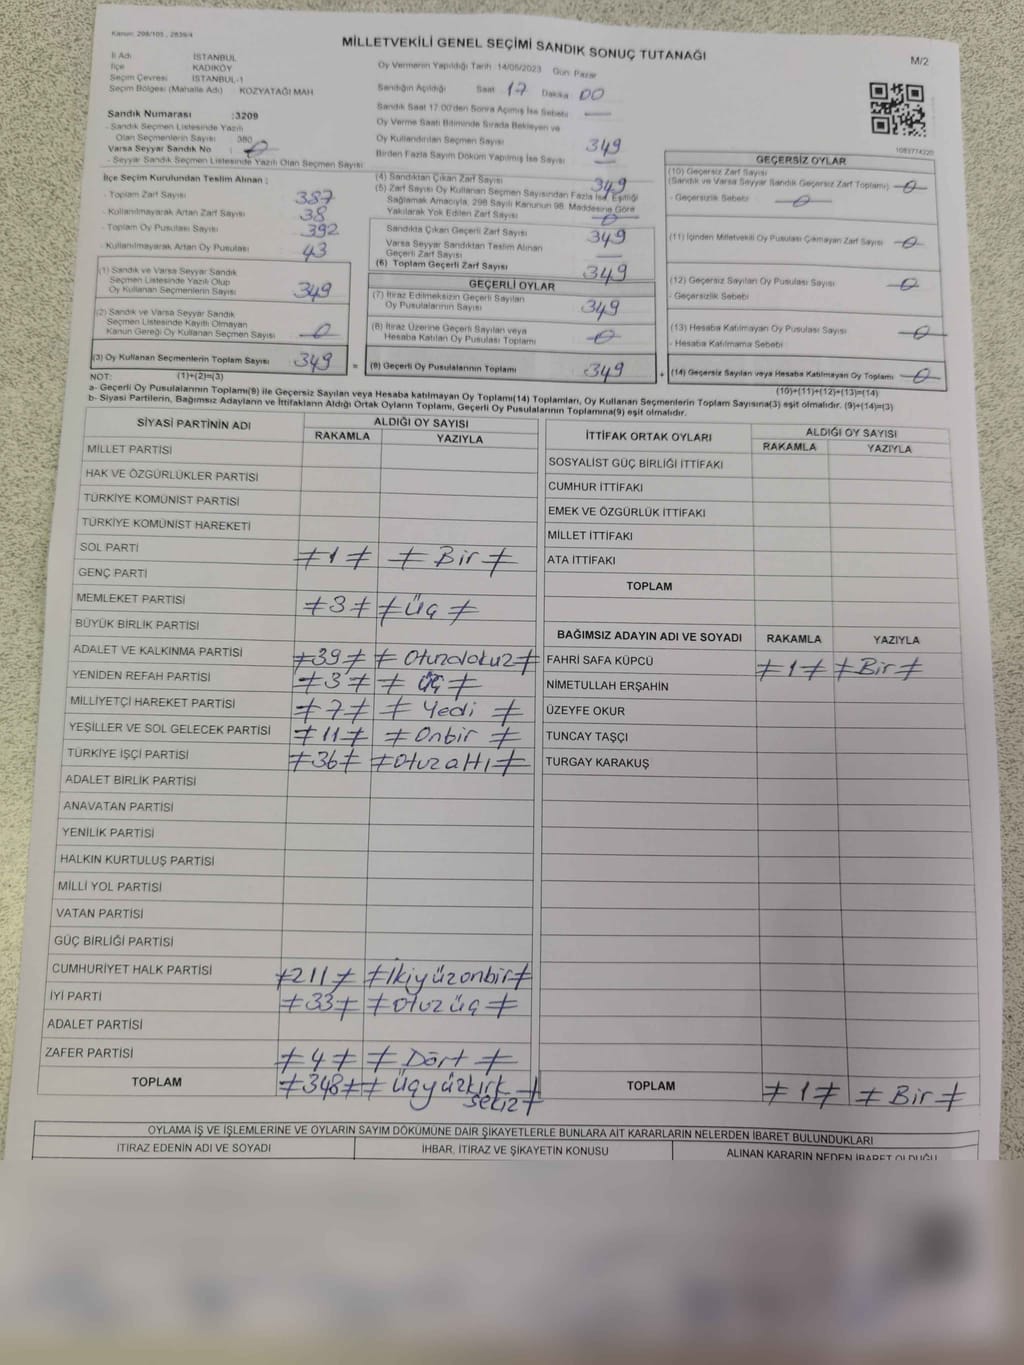 Kanun: 298/105 , 2839/4
MİLLETVEKİLİ GENEL SEÇİMİ SANDIK SONUÇ TUTANAĞI
M/2
İl Adı İSTANBUL
İlçe KADIKÖY
Seçim Çevresi İSTANBUL-1
Seçim Bölgesi (Mahalle Adı) KOZYATAĞI MAH
Oy Vermenin Yapıldığı Tarih 14/05/2023 Gün: Pazar
Sandığın Açıldığı Saat 17 Dakika 00
Sandık Numarası :3209
- Sandık Seçmen Listesinde Yazılı
Olan Seçmenlerin Sayısı 380
Varsa Seyyar Sandık No : 0
- Seyyar Sandık Seçmen Listesinde Yazılı Olan Seçmen Sayısı
Sandık Saat 17:00'den Sonra Açılmış İse Sebebi —
Oy Verme Saati Bitiminde Sırada Bekleyen ve
Oy Kullandırılan Seçmen Sayısı 349
Birden Fazla Sayım Döküm Yapılmış İse Sayısı —
1083774220
İlçe Seçim Kurulundan Teslim Alınan ;
- Toplam Zarf Sayısı 387
- Kullanılmayarak Artan Zarf Sayısı 38
- Toplam Oy Pusulası Sayısı 392
- Kullanılmayarak Artan Oy Pusulası 43
(4) Sandıktan Çıkan Zarf Sayısı 349
(5) Zarf Sayısı Oy Kullanan Seçmen Sayısından Fazla İse, Eşitliği
Sağlamak Amacıyla, 298 Sayılı Kanunun 98. Maddesine Göre
Yakılarak Yok Edilen Zarf Sayısı 0
Sandıkta Çıkan Geçerli Zarf Sayısı 349
Varsa Seyyar Sandıktan Teslim Alınan
Geçerli Zarf Sayısı —
(6) Toplam Geçerli Zarf Sayısı 349
GEÇERSİZ OYLAR
(10) Geçersiz Zarf Sayısı
(Sandık ve Varsa Seyyar Sandık Geçersiz Zarf Toplamı) 0
- Geçersizlik Sebebi 0
(11) İçinden Milletvekili Oy Pusulası Çıkmayan Zarf Sayısı 0
(12) Geçersiz Sayılan Oy Pusulası Sayısı 0
- Geçersizlik Sebebi
(13) Hesaba Katılmayan Oy Pusulası Sayısı 0
- Hesaba Katılmama Sebebi
(14) Geçersiz Sayılan veya Hesaba Katılmayan Oy Toplamı 0
(10)+(11)+(12)+(13)=(14)
(1) Sandık ve Varsa Seyyar Sandık
Seçmen Listesinde Yazılı Olup
Oy Kullanan Seçmenlerin Sayısı 349
(2) Sandık ve Varsa Seyyar Sandık
Seçmen Listesinde Kayıtlı Olmayan
Kanun Gereği Oy Kullanan Seçmen Sayısı 0
(3) Oy Kullanan Seçmenlerin Toplam Sayısı 349 =
GEÇERLİ OYLAR
(7) İtiraz Edilmeksizin Geçerli Sayılan
Oy Pusulalarının Sayısı 349
(8) İtiraz Üzerine Geçerli Sayılan veya
Hesaba Katılan Oy Pusulası Toplamı 0
(9) Geçerli Oy Pusulalarının Toplamı 349 +
NOT: (1)+(2)=(3)
a- Geçerli Oy Pusulalarının Toplamı(9) ile Geçersiz Sayılan veya Hesaba katılmayan Oy Toplamı(14) Toplamları, Oy Kullanan Seçmenlerin Toplam Sayısına(3) eşit olmalıdır. (9)+(14)=(3)
b- Siyasi Partilerin, Bağımsız Adayların ve İttifakların Aldığı Ortak Oyların Toplamı, Geçerli Oy Pusulalarının Toplamına(9) eşit olmalıdır.
SİYASİ PARTİNİN ADI ALDIĞI OY SAYISI
RAKAMLA YAZIYLA
MİLLET PARTİSİ
HAK VE ÖZGÜRLÜKLER PARTİSİ
TÜRKİYE KOMÜNİST PARTİSİ
TÜRKİYE KOMÜNİST HAREKETİ
SOL PARTİ ≠1≠ ≠ Bir ≠
GENÇ PARTİ
MEMLEKET PARTİSİ ≠3≠ ≠ Üç ≠
BÜYÜK BİRLİK PARTİSİ
ADALET VE KALKINMA PARTİSİ ≠39≠ ≠ Otuzdokuz ≠
YENİDEN REFAH PARTİSİ ≠3≠ ≠ Üç ≠
MİLLİYETÇİ HAREKET PARTİSİ ≠7≠ ≠ Yedi ≠
YEŞİLLER VE SOL GELECEK PARTİSİ ≠11≠ ≠ Onbir ≠
TÜRKİYE İŞÇİ PARTİSİ ≠36≠ ≠Otuzaltı≠
ADALET BİRLİK PARTİSİ
ANAVATAN PARTİSİ
YENİLİK PARTİSİ
HALKIN KURTULUŞ PARTİSİ
MİLLİ YOL PARTİSİ
VATAN PARTİSİ
GÜÇ BİRLİĞİ PARTİSİ
CUMHURİYET HALK PARTİSİ ≠211≠ ≠İkiyüzonbir≠
İYİ PARTİ ≠33≠ ≠Otuzüç ≠
ADALET PARTİSİ
ZAFER PARTİSİ ≠4≠ ≠ Dört ≠
TOPLAM ≠348≠ ≠ Üçyüzkırk
sekiz ≠
İTTİFAK ORTAK OYLARI ALDIĞI OY SAYISI
RAKAMLA YAZIYLA
SOSYALİST GÜÇ BİRLİĞİ İTTİFAKI
CUMHUR İTTİFAKI
EMEK VE ÖZGÜRLÜK İTTİFAKI
MİLLET İTTİFAKI
ATA İTTİFAKI
TOPLAM
BAĞIMSIZ ADAYIN ADI VE SOYADI RAKAMLA YAZIYLA
FAHRİ SAFA KÜPCÜ ≠1≠ ≠Bir≠
NİMETULLAH ERŞAHİN
ÜZEYFE OKUR
TUNCAY TAŞÇI
TURGAY KARAKUŞ
TOPLAM ≠1≠ ≠ Bir ≠
OYLAMA İŞ VE İŞLEMLERİNE VE OYLARIN SAYIM DÖKÜMÜNE DAİR ŞİKAYETLERLE BUNLARA AİT KARARLARIN NELERDEN İBARET BULUNDUKLARI
İTİRAZ EDENİN ADI VE SOYADI İHBAR, İTİRAZ VE ŞİKAYETİN KONUSU ALINAN KARARIN NEDEN İBARET OLDUĞU